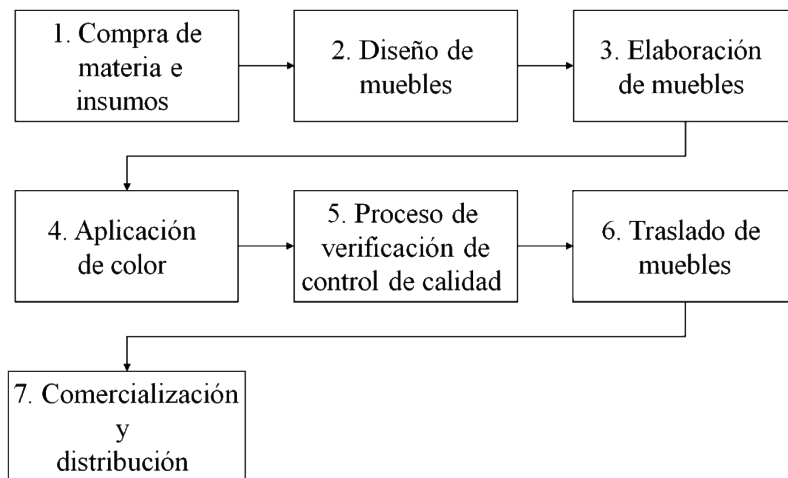 1. Compra de
materia e
insumos
2. Diseño de
muebles
3. Elaboración
de muebles
4. Aplicación
de color
5. Proceso de
verificación de
control de calidad
6. Traslado de
muebles
7. Comercialización
y
distribución